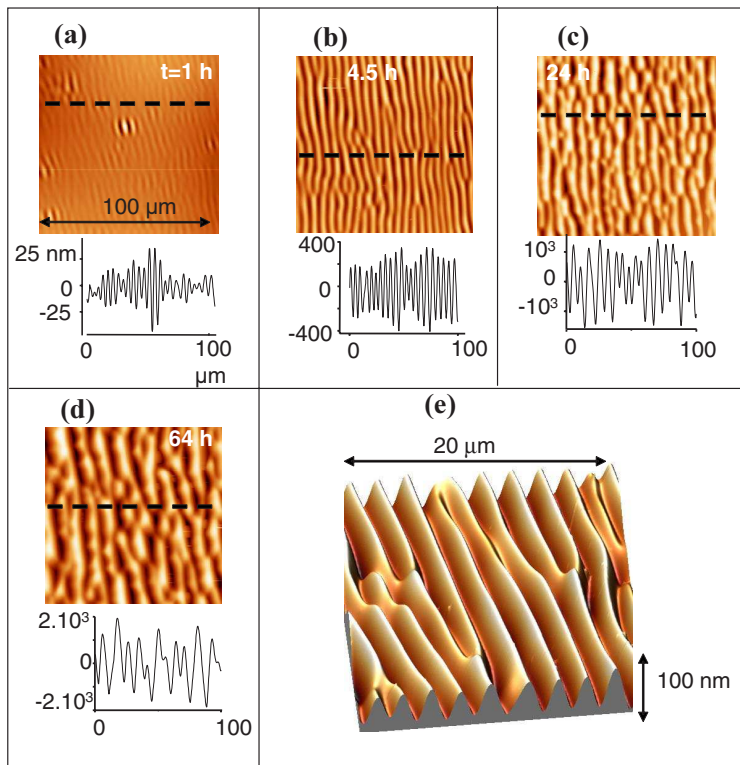 (a)
t=1 h
100 µm
25 nm
0
-25
0 100
µm
(b)
4.5 h
400
0
-400
0 100
(c)
24 h
10³
0
-10³
0 100
(d)
64 h
2.10³
0
-2.10³
0 100
(e)
20 µm
100 nm